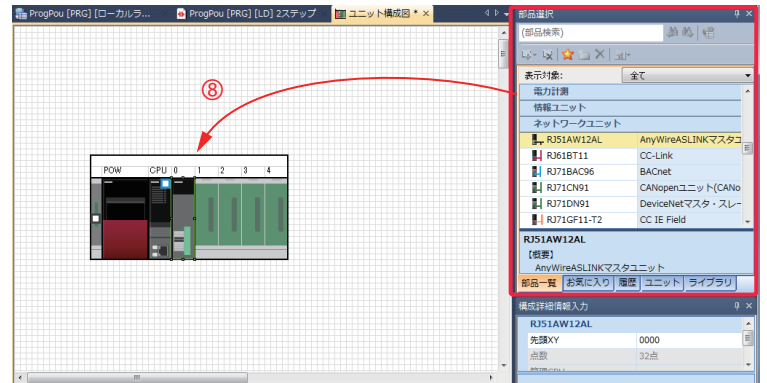 ProgPou [PRG] [ローカルラ...
ProgPou [PRG] [LD] 2ステップ
ユニット構成図 *
⑧
POW CPU 0 1 2 3 4
部品選択
(部品検索)
表示対象: 全て
電力計測
情報ユニット
ネットワークユニット
RJ51AW12AL AnyWireASLINKマスタユ
RJ61BT11 CC-Link
RJ71BAC96 BACnet
RJ71CN91 CANopenユニット(CANo
RJ71DN91 DeviceNetマスタ・スレー
RJ71GF11-T2 CC IE Field
RJ51AW12AL
【概要】
AnyWireASLINKマスタユニット
部品一覧 お気に入り 履歴 ユニット ライブラリ
構成詳細情報入力
RJ51AW12AL
先頭XY 0000
点数 32点